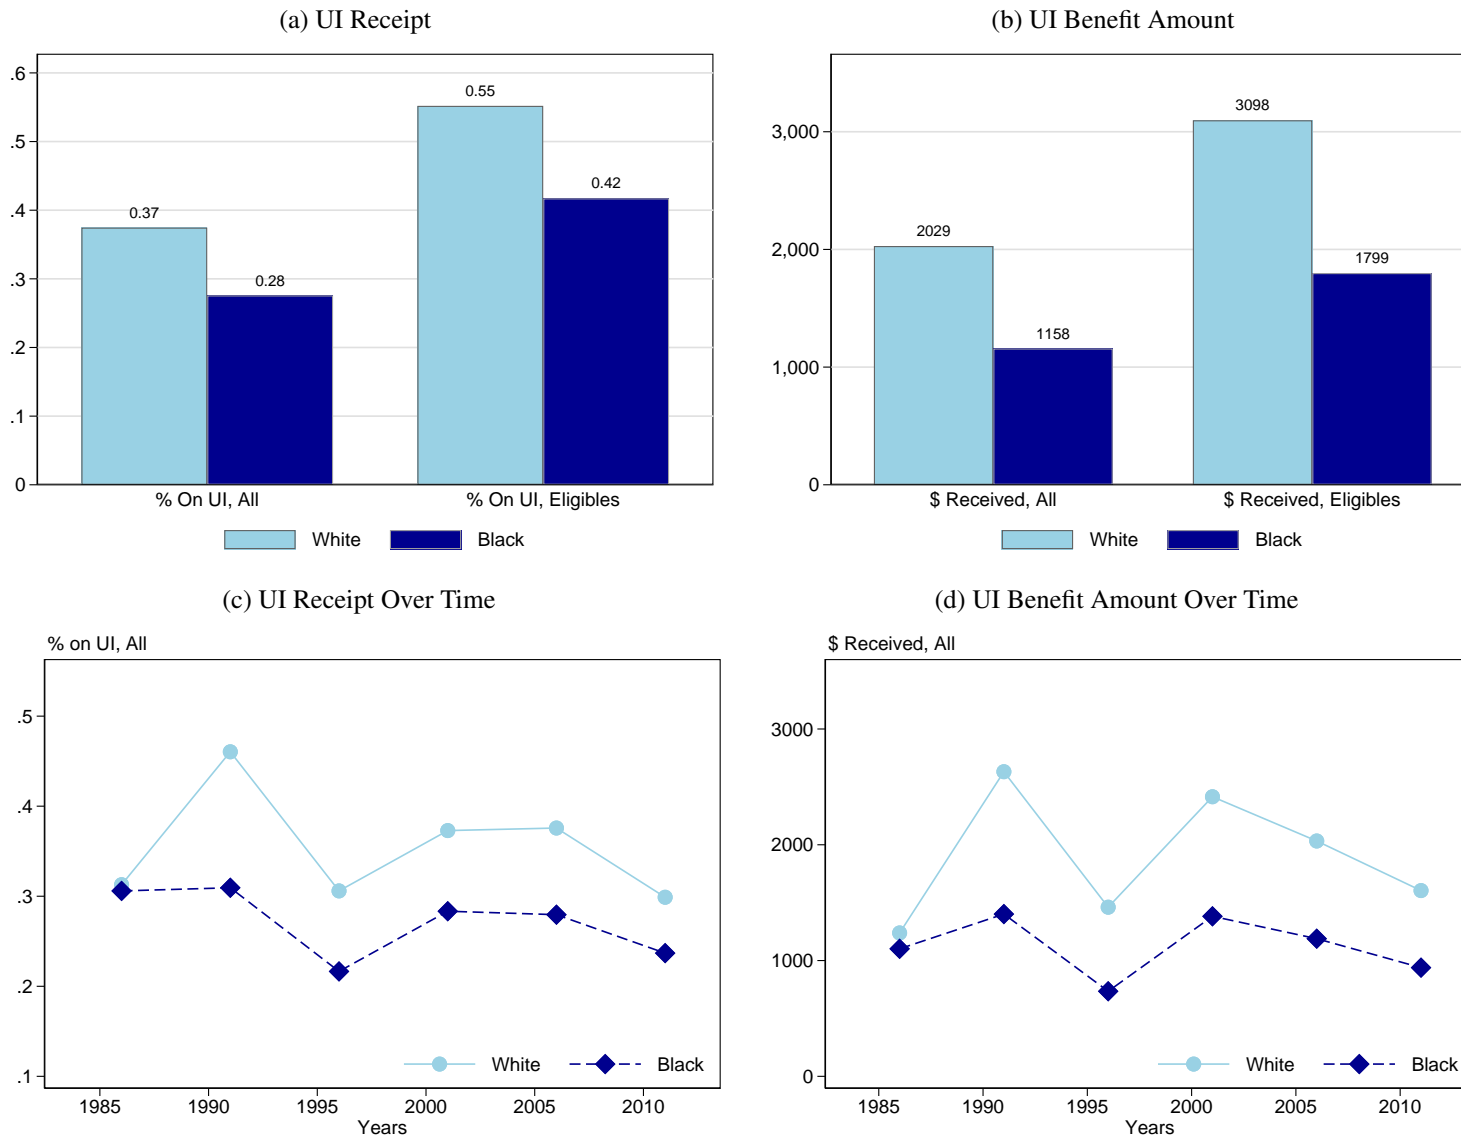 (a) UI Receipt
.6
.5
.4
.3
.2
.1
0
0.37
0.28
0.55
0.42
% On UI, All
% On UI, Eligibles
White
Black
(b) UI Benefit Amount
3,000
2,000
1,000
0
2029
1158
3098
1799
$ Received, All
$ Received, Eligibles
White
Black
(c) UI Receipt Over Time
% on UI, All
.5
.4
.3
.2
.1
White
Black
1985
1990
1995
2000
2005
2010
Years
(d) UI Benefit Amount Over Time
$ Received, All
3000
2000
1000
0
White
Black
1985
1990
1995
2000
2005
2010
Years